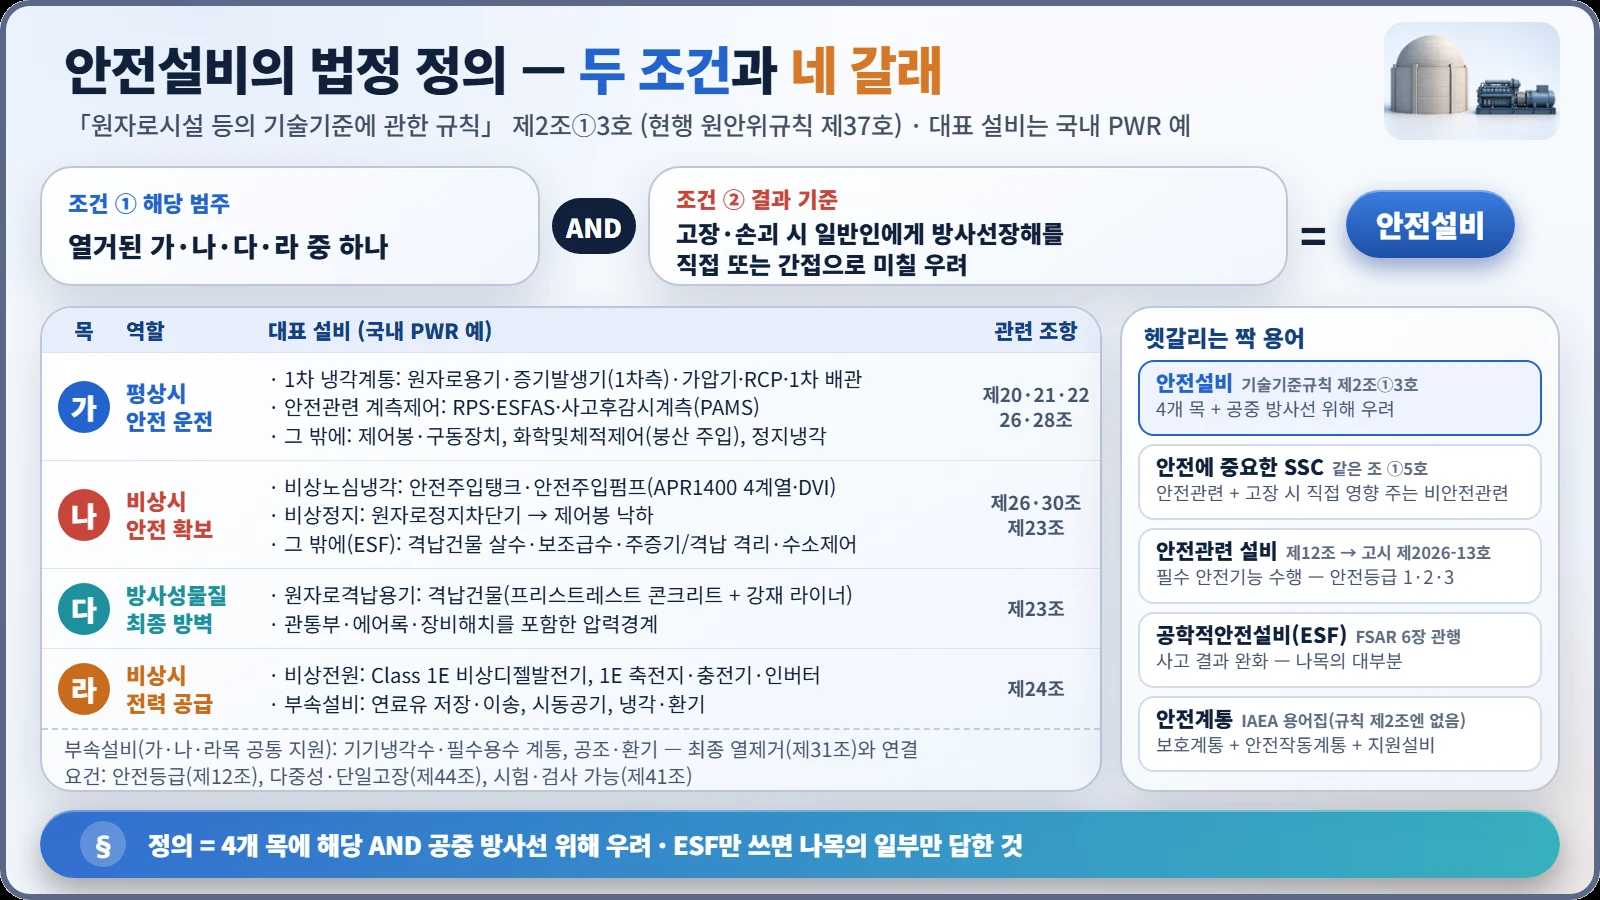 안전설비의 법정 정의 — 두 조건과 네 갈래
「원자로시설 등의 기술기준에 관한 규칙」 제2조①3호 (현행 원안위규칙 제37호) · 대표 설비는 국내 PWR 예
조건 ① 해당 범주
열거된 가·나·다·라 중 하나
AND
조건 ② 결과 기준
고장·손괴 시 일반인에게 방사선장해를
직접 또는 간접으로 미칠 우려
=
안전설비
목 역할 대표 설비 (국내 PWR 예) 관련 조항
가
평상시
안전 운전
· 1차 냉각계통: 원자로용기·증기발생기(1차측)·가압기·RCP·1차 배관
· 안전관련 계측제어: RPS·ESFAS·사고후감시계측(PAMS)
· 그 밖에: 제어봉·구동장치, 화학및체적제어(붕산 주입), 정지냉각
제20·21·22
26·28조
나
비상시
안전 확보
· 비상노심냉각: 안전주입탱크·안전주입펌프(APR1400 4계열·DVI)
· 비상정지: 원자로정지차단기 → 제어봉 낙하
· 그 밖에(ESF): 격납건물 살수·보조급수·주증기/격납 격리·수소제어
제26·30조
제23조
다
방사성물질
최종 방벽
· 원자로격납용기: 격납건물(프리스트레스트 콘크리트 + 강재 라이너)
· 관통부·에어록·장비해치를 포함한 압력경계
제23조
라
비상시
전력 공급
· 비상전원: Class 1E 비상디젤발전기, 1E 축전지·충전기·인버터
· 부속설비: 연료유 저장·이송, 시동공기, 냉각·환기
제24조
부속설비(가·나·라목 공통 지원): 기기냉각수·필수용수 계통, 공조·환기 — 최종 열제거(제31조)와 연결
요건: 안전등급(제12조), 다중성·단일고장(제44조), 시험·검사 가능(제41조)
헷갈리는 짝 용어
안전설비 기술기준규칙 제2조①3호
4개 목 + 공중 방사선 위해 우려
안전에 중요한 SSC 같은 조 ①5호
안전관련 + 고장 시 직접 영향 주는 비안전관련
안전관련 설비 제12조 → 고시 제2026-13호
필수 안전기능 수행 — 안전등급 1·2·3
공학적안전설비(ESF) FSAR 6장 관행
사고 결과 완화 — 나목의 대부분
안전계통 IAEA 용어집(규칙 제2조엔 없음)
보호계통 + 안전작동계통 + 지원설비
§ 정의 = 4개 목에 해당 AND 공중 방사선 위해 우려 · ESF만 쓰면 나목의 일부만 답한 것